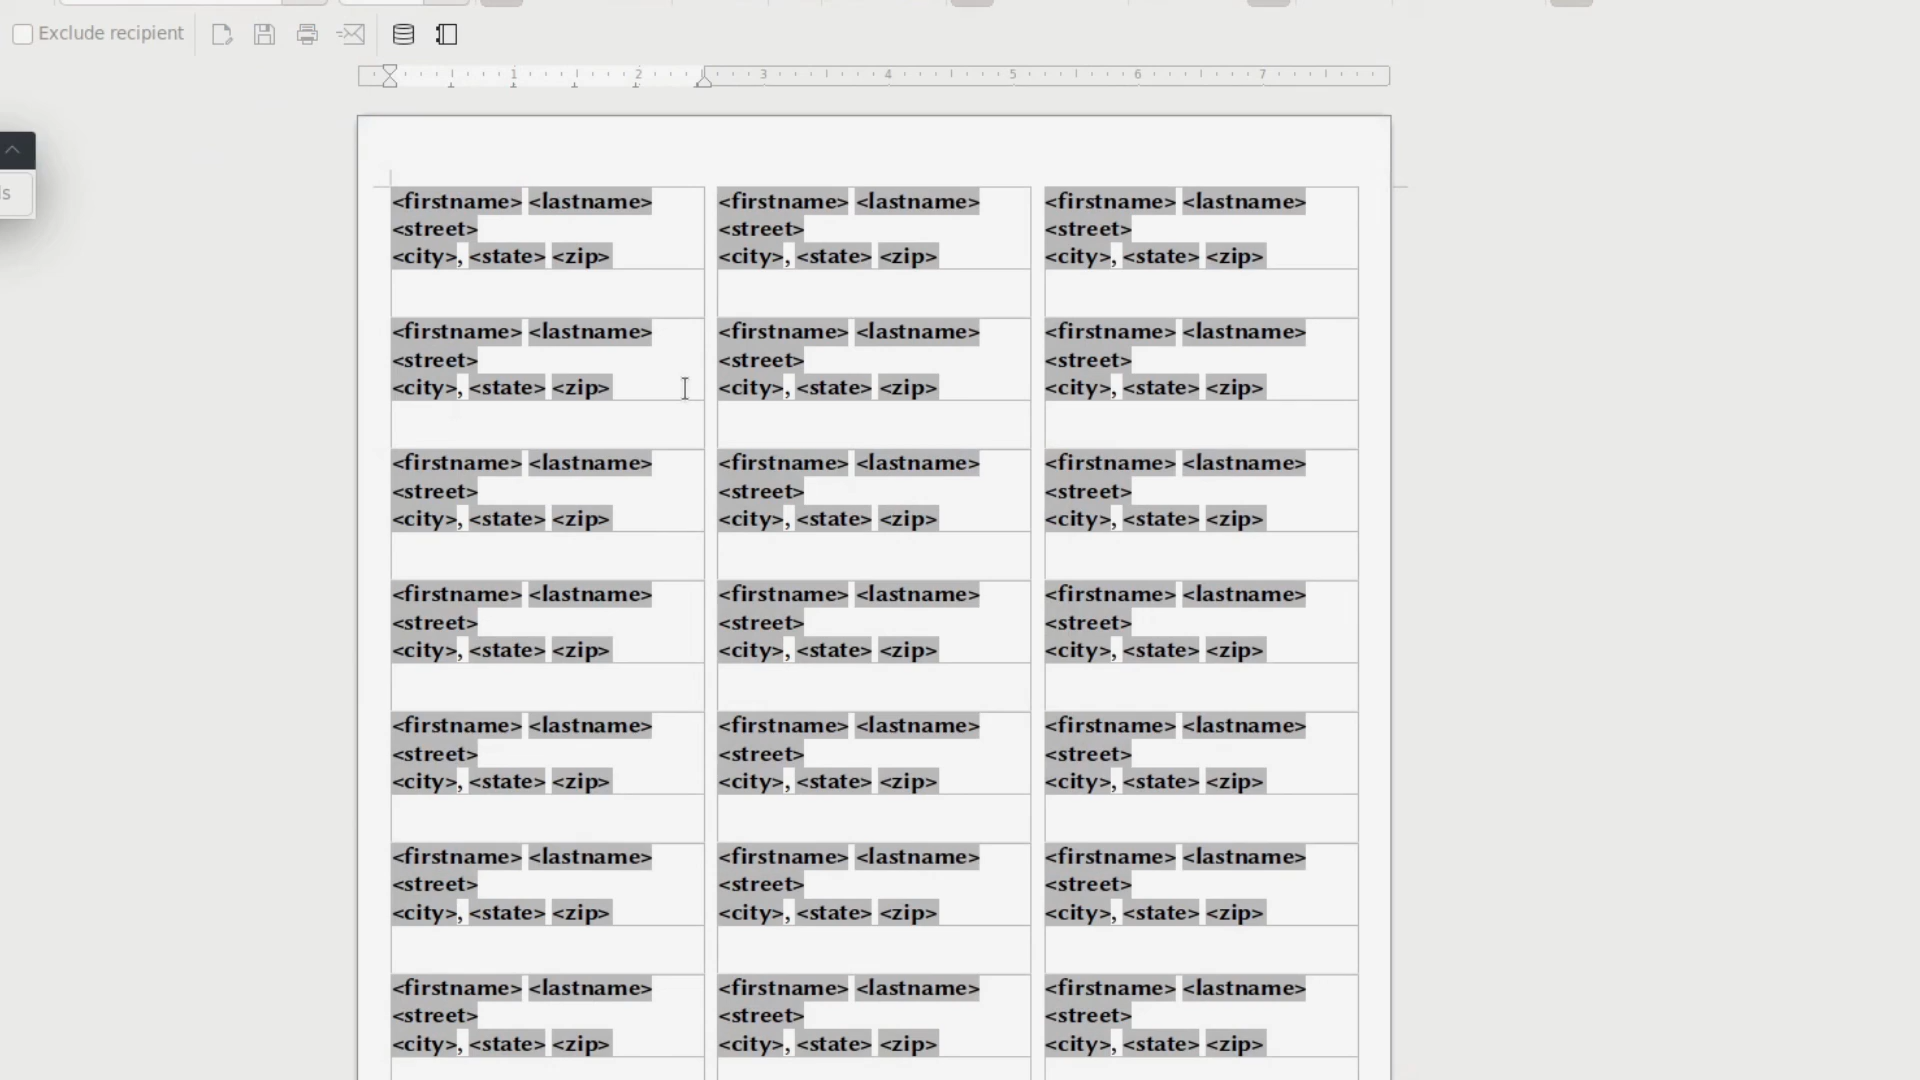 Exclude recipient
1 2 3 4 5 6 7
ls
<firstname> <lastname> <firstname> <lastname> <firstname> <lastname>
<street> <street> <street>
<city>, <state> <zip> <city>, <state> <zip> <city>, <state> <zip>
<firstname> <lastname> <firstname> <lastname> <firstname> <lastname>
<street> <street> <street>
<city>, <state> <zip> <city>, <state> <zip> <city>, <state> <zip>
<firstname> <lastname> <firstname> <lastname> <firstname> <lastname>
<street> <street> <street>
<city>, <state> <zip> <city>, <state> <zip> <city>, <state> <zip>
<firstname> <lastname> <firstname> <lastname> <firstname> <lastname>
<street> <street> <street>
<city>, <state> <zip> <city>, <state> <zip> <city>, <state> <zip>
<firstname> <lastname> <firstname> <lastname> <firstname> <lastname>
<street> <street> <street>
<city>, <state> <zip> <city>, <state> <zip> <city>, <state> <zip>
<firstname> <lastname> <firstname> <lastname> <firstname> <lastname>
<street> <street> <street>
<city>, <state> <zip> <city>, <state> <zip> <city>, <state> <zip>
<firstname> <lastname> <firstname> <lastname> <firstname> <lastname>
<street> <street> <street>
<city>, <state> <zip> <city>, <state> <zip> <city>, <state> <zip>